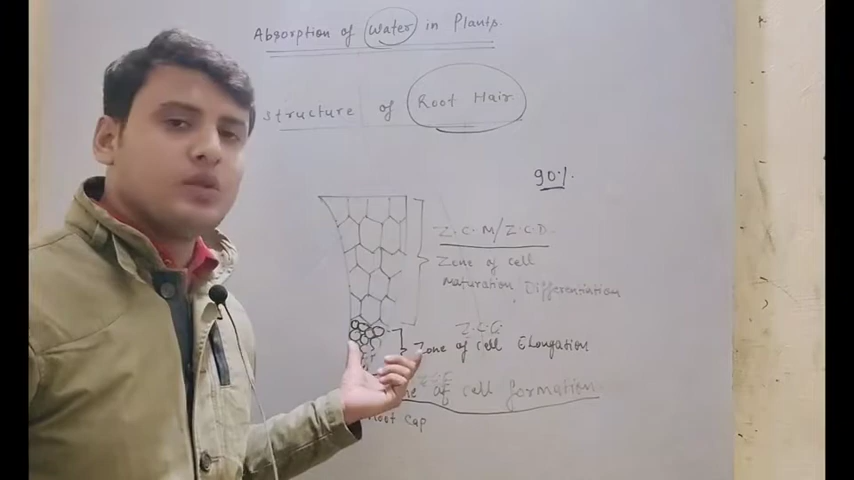 Absorption of Water in Plants.
Structure of Root Hair.
90%.
Z.C.M/Z.C.D.
Zone of cell
Maturation Differentiation
Zone of cell Elongation
of cell formation
Root Cap